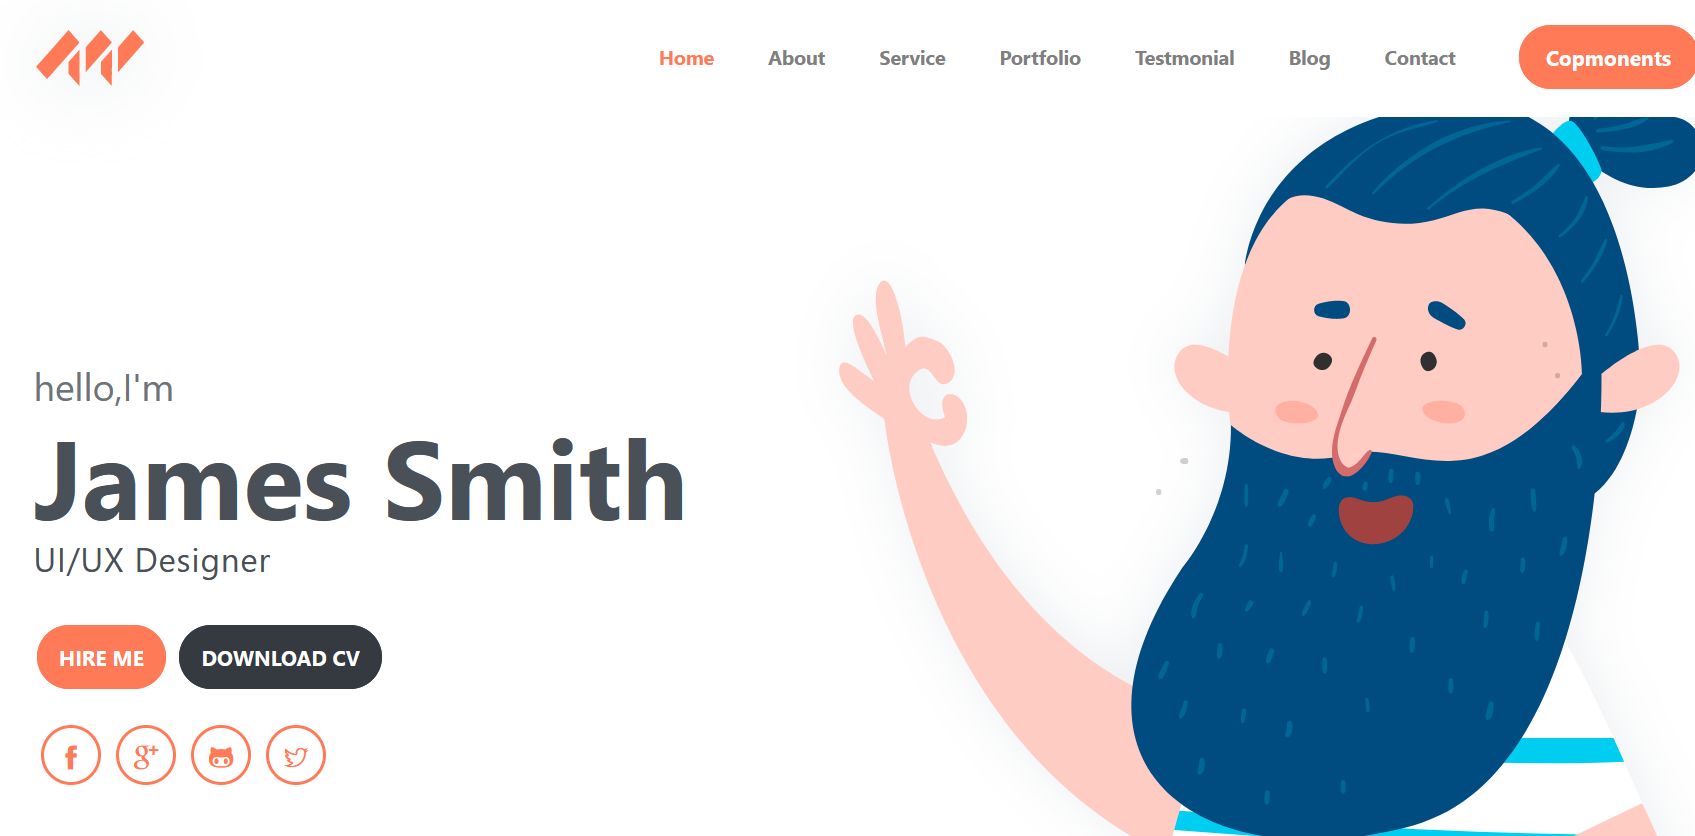 Home About Service Portfolio Testmonial Blog Contact Copmonents
hello,I'm
James Smith
UI/UX Designer
HIRE ME DOWNLOAD CV